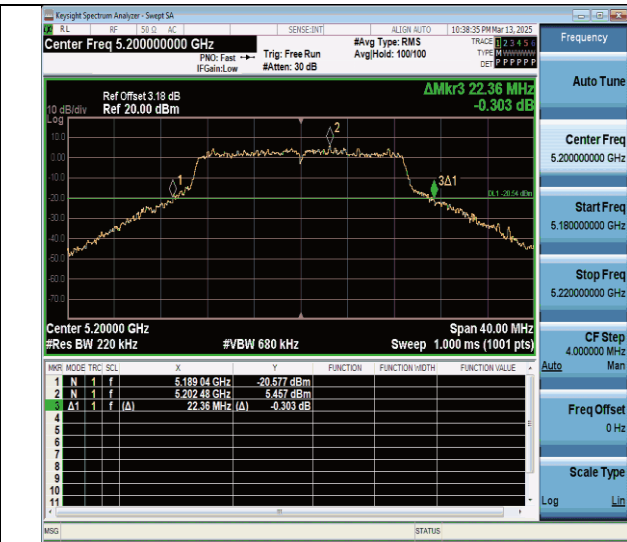 Keysight Spectrum Analyzer - Swept SA
RL RF 50 Ω AC SENSE:INT ALIGN AUTO 10:38:35 PM Mar 13, 2025
Center Freq 5.200000000 GHz
PNO: Fast
IFGain:Low
Trig: Free Run
#Atten: 30 dB
#Avg Type: RMS
Avg|Hold: 100/100
TRACE 1 2 3 4 5 6
TYPE M W W W W W
DET P P P P P P
Frequency
Auto Tune
Center Freq
5.200000000 GHz
Start Freq
5.180000000 GHz
Stop Freq
5.220000000 GHz
CF Step
4.000000 MHz
Auto Man
Freq Offset
0 Hz
Scale Type
Log Lin
Ref Offset 3.18 dB
10 dB/div Ref 20.00 dBm
Log
ΔMkr3 22.36 MHz
-0.303 dB
10.0
0.00
-10.0
-20.0
-30.0
-40.0
-50.0
-60.0
-70.0
1
2
3Δ1
DL1 -20.54 dBm
Center 5.20000 GHz Span 40.00 MHz
#Res BW 220 kHz #VBW 680 kHz Sweep 1.000 ms (1001 pts)
MKR MODE TRC SCL X Y FUNCTION FUNCTION WIDTH FUNCTION VALUE
1 N 1 f 5.189 04 GHz -20.577 dBm
2 N 1 f 5.202 48 GHz 5.457 dBm
3 Δ1 1 f (Δ) 22.36 MHz (Δ) -0.303 dB
4
5
6
7
8
9
10
11
MSG STATUS